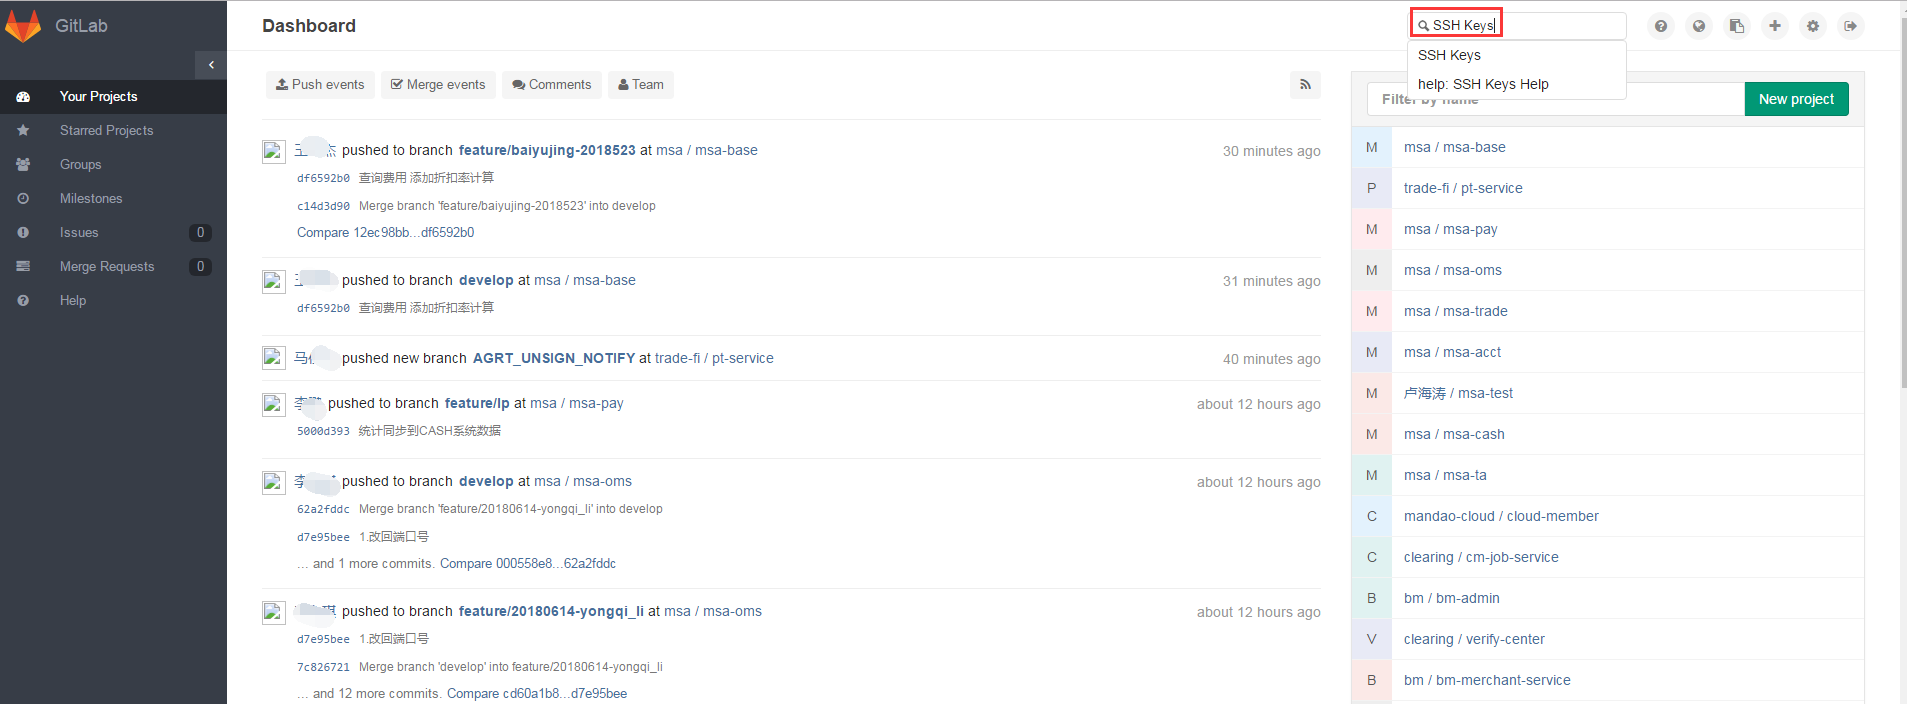 GitLab
Dashboard
SSH Keys
SSH Keys
help: SSH Keys Help
Your Projects
Starred Projects
Groups
Milestones
Issues 0
Merge Requests 0
Help
Push events Merge events Comments Team
New project
pushed to branch feature/baiyujing-2018523 at msa / msa-base 30 minutes ago
df6592b0 查询费用 添加折扣率计算
c14d3d90 Merge branch 'feature/baiyujing-2018523' into develop
Compare 12ec98bb...df6592b0
pushed to branch develop at msa / msa-base 31 minutes ago
df6592b0 查询费用 添加折扣率计算
马 pushed new branch AGRT_UNSIGN_NOTIFY at trade-fi / pt-service 40 minutes ago
李 pushed to branch feature/lp at msa / msa-pay about 12 hours ago
5000d393 统计同步到CASH系统数据
李 pushed to branch develop at msa / msa-oms about 12 hours ago
62a2fddc Merge branch 'feature/20180614-yongqi_li' into develop
d7e95bee 1.改回端口号
... and 1 more commits. Compare 000558e8...62a2fddc
pushed to branch feature/20180614-yongqi_li at msa / msa-oms about 12 hours ago
d7e95bee 1.改回端口号
7c826721 Merge branch 'develop' into feature/20180614-yongqi_li
... and 12 more commits. Compare cd60a1b8...d7e95bee
M msa / msa-base
P trade-fi / pt-service
M msa / msa-pay
M msa / msa-oms
M msa / msa-trade
M msa / msa-acct
M 卢海涛 / msa-test
M msa / msa-cash
M msa / msa-ta
C mandao-cloud / cloud-member
C clearing / cm-job-service
B bm / bm-admin
V clearing / verify-center
B bm / bm-merchant-service